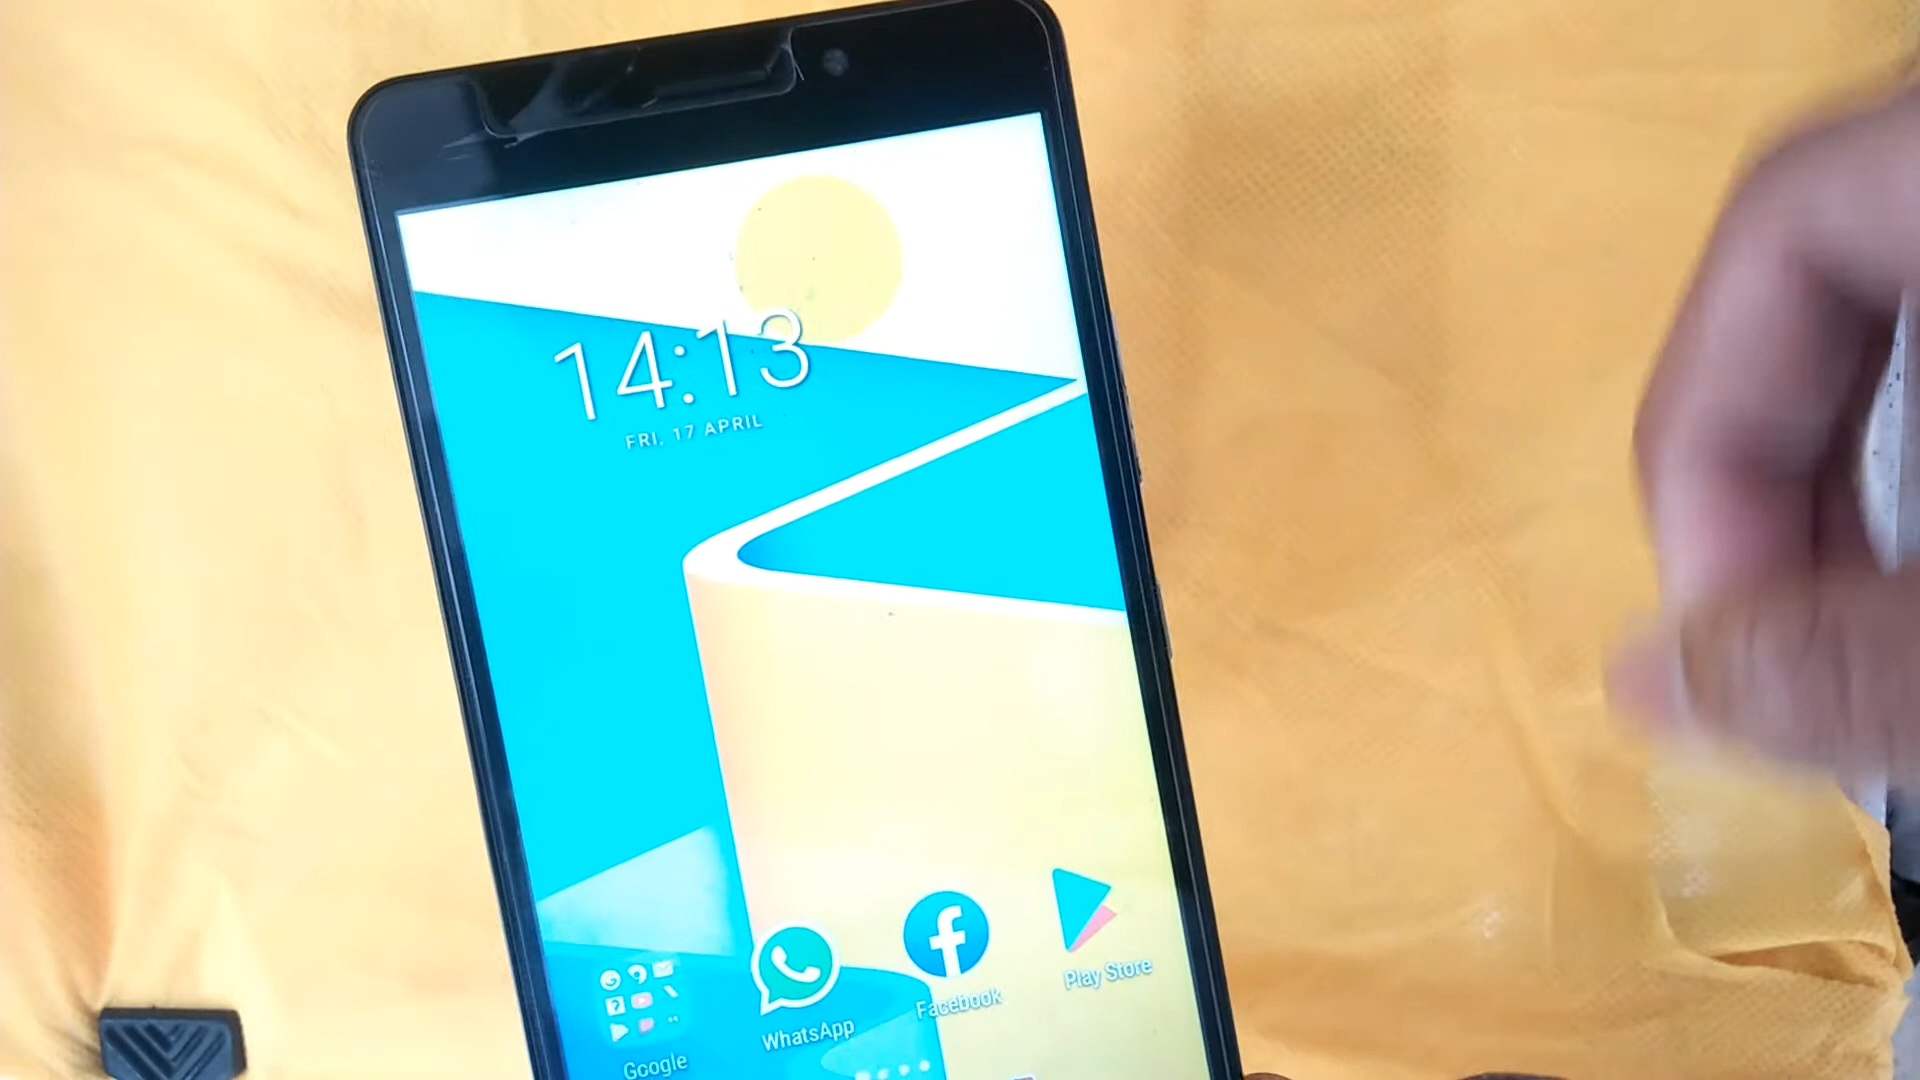 14:13
FRI, 17 APRIL
Google
WhatsApp
Facebook
Play Store